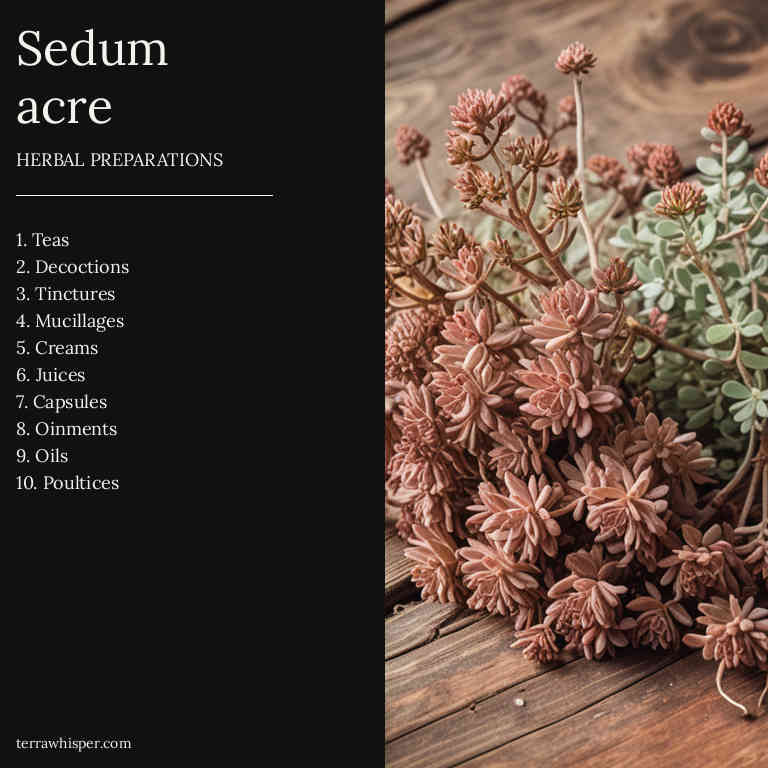 Sedum
acre
HERBAL PREPARATIONS
1. Teas
2. Decoctions
3. Tinctures
4. Mucillages
5. Creams
6. Juices
7. Capsules
8. Oinments
9. Oils
10. Poultices
terrawhisper.com